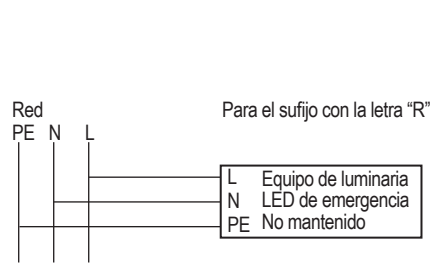 Red
Para el sufijo con la letra “R”
PE N L
L Equipo de luminaria
N LED de emergencia
PE No mantenido